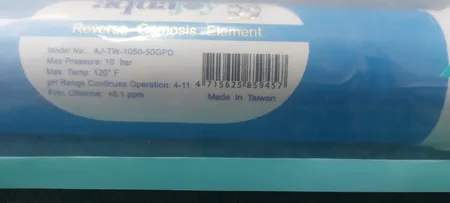 Reverse Osmosis Element
Model No.: AJ-TW-1050-50GPD
Max Pressure: 10 bar
Max. Temp: 120° F
pH Range Continues Operation: 4-11
Free. Chlorine: <0.1 ppm
4 715625 859457
Made in Taiwan